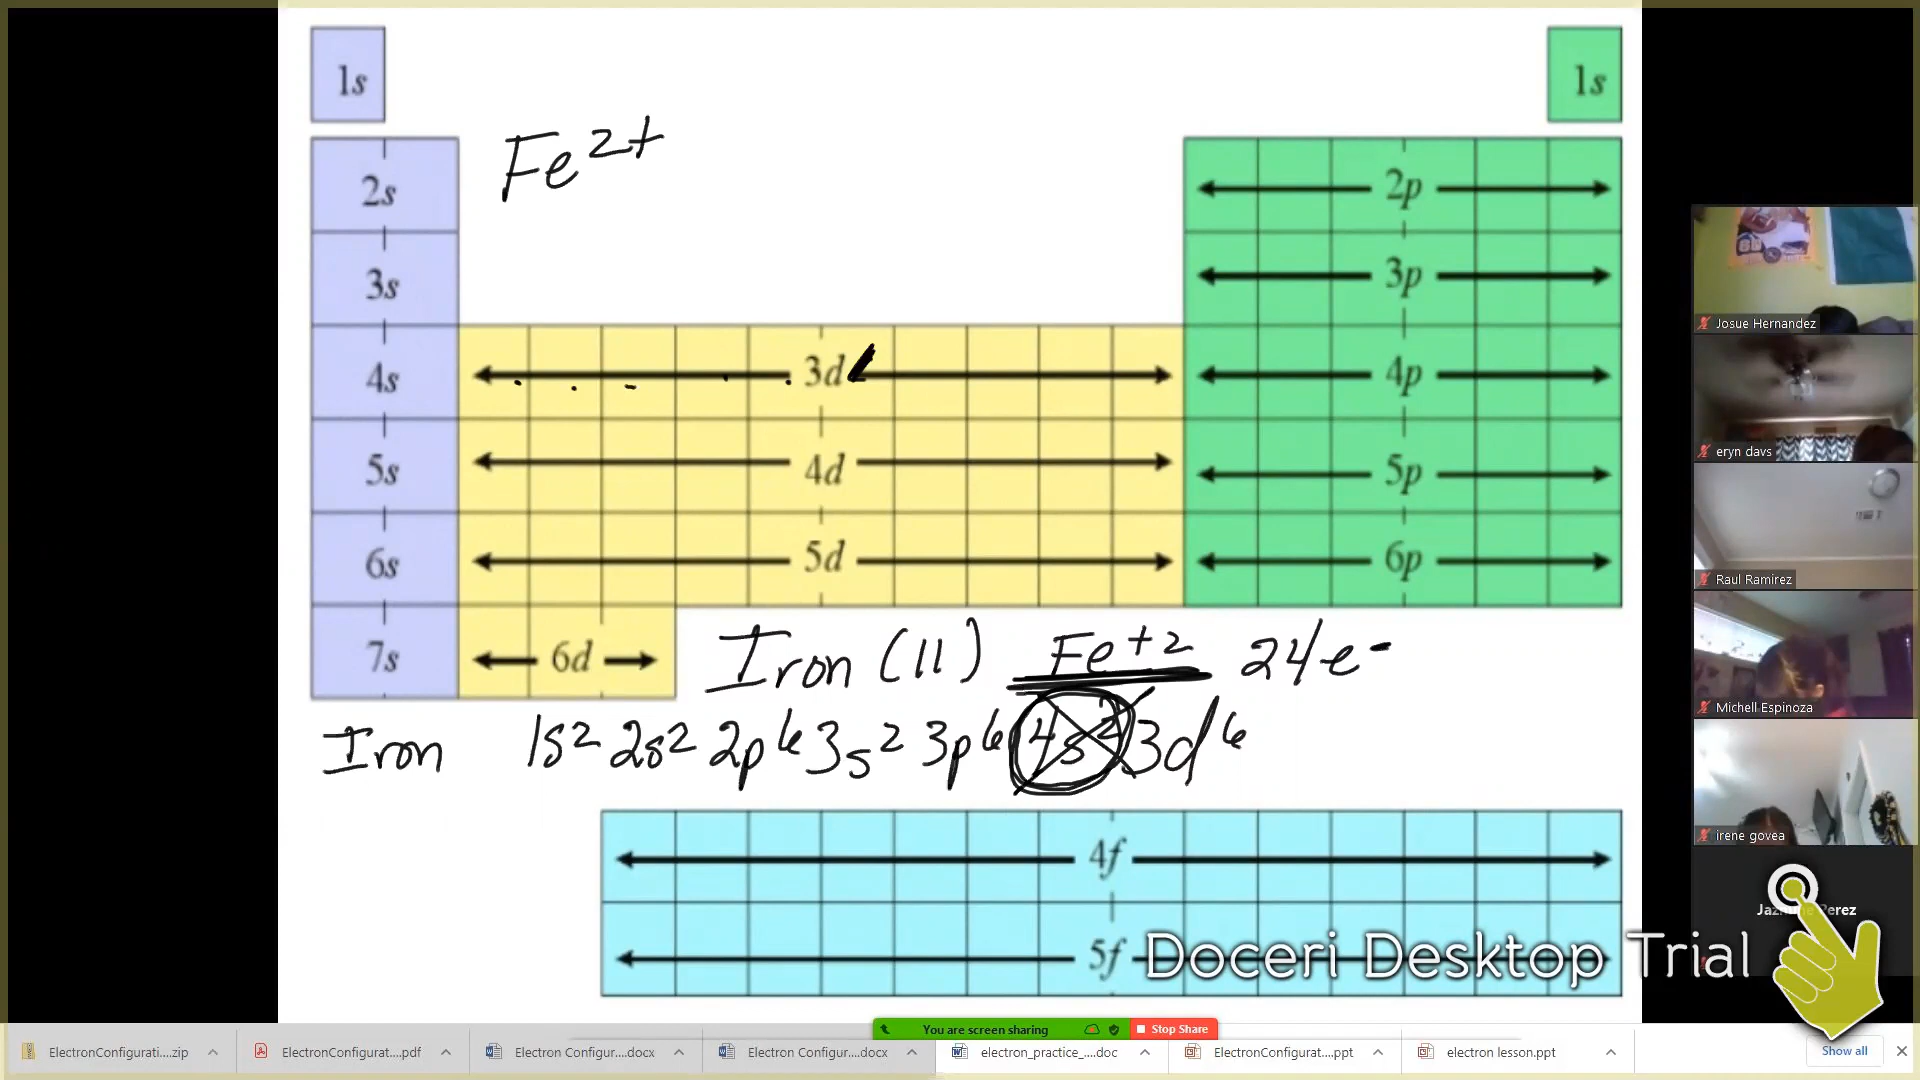 1s 1s
Fe2+
2s 2p
3s 3p
4s 3d 4p
5s 4d 5p
6s 5d 6p
7s 6d Iron (II) Fe+2 24e-
Iron 1s2 2s2 2p6 3s2 3p6 4s2 3d6
4f
5f
Josue Hernandez
eryn davs
Raul Ramirez
Michell Espinoza
irene govea
Perez
Doceri Desktop Trial
You are screen sharing Stop Share
ElectronConfigurati....zip ElectronConfigurat....pdf Electron Configur....docx Electron Configur....docx electron_practice_....doc ElectronConfigurat....ppt electron lesson.ppt Show all